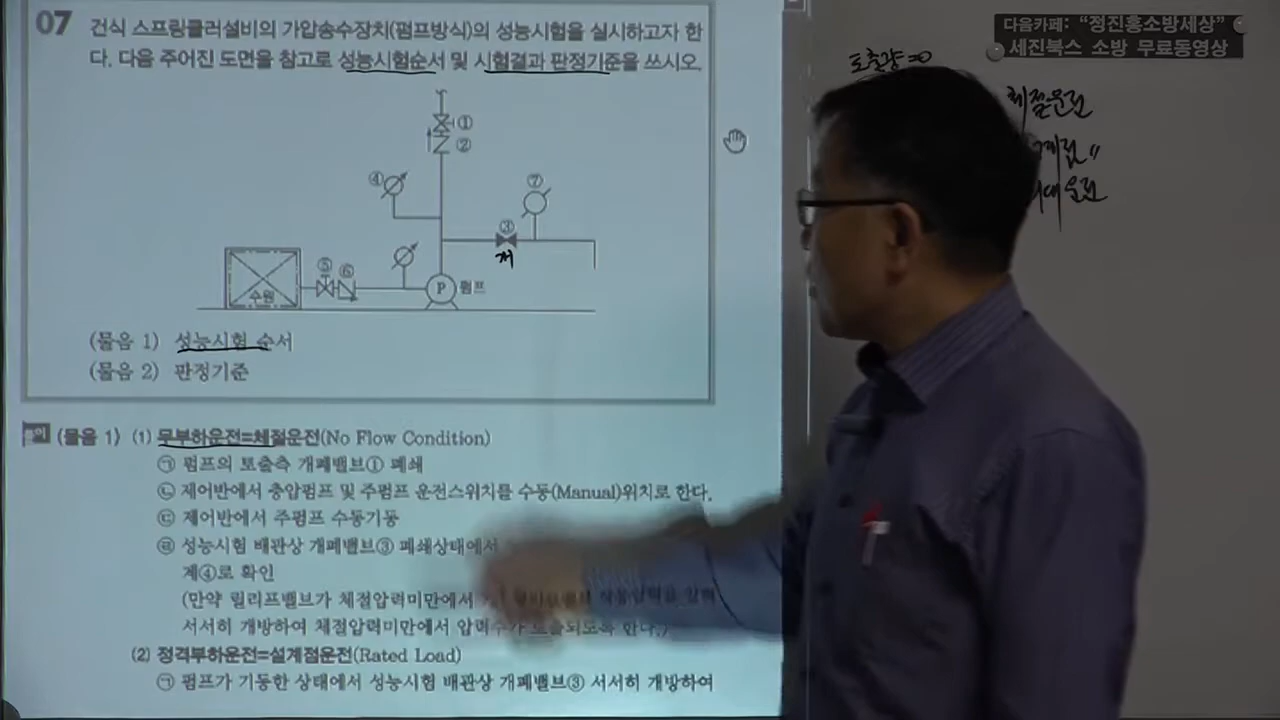 07 건식 스프링클러설비의 가압송수장치(펌프방식)의 성능시험을 실시하고자 한
다. 다음 주어진 도면을 참고로 성능시험순서 및 시험결과 판정기준을 쓰시오.
①
②
④
⑦
③
저
⑤ ⑥
P 펌프
수원
(물음 1) 성능시험 순서
(물음 2) 판정기준
(물음 1) (1) 무부하운전=체절운전(No Flow Condition)
㉠ 펌프의 토출측 개폐밸브① 폐쇄
㉡ 제어반에서 충압펌프 및 주펌프 운전스위치를 수동(Manual)위치로 한다.
㉢ 제어반에서 주펌프 수동기동
㉣ 성능시험 배관상 개폐밸브③ 폐쇄상태에서
계④로 확인
(만약 릴리프밸브가 체절압력미만에서
서서히 개방하여 체절압력미만에서 압력수가 토출되도록 한다.)
(2) 정격부하운전=설계점운전(Rated Load)
㉠ 펌프가 기동한 상태에서 성능시험 배관상 개폐밸브③ 서서히 개방하여
다음카페: "정진홍소방세상"
세진북스 소방 무료동영상
토출량=0
체절운전
운전